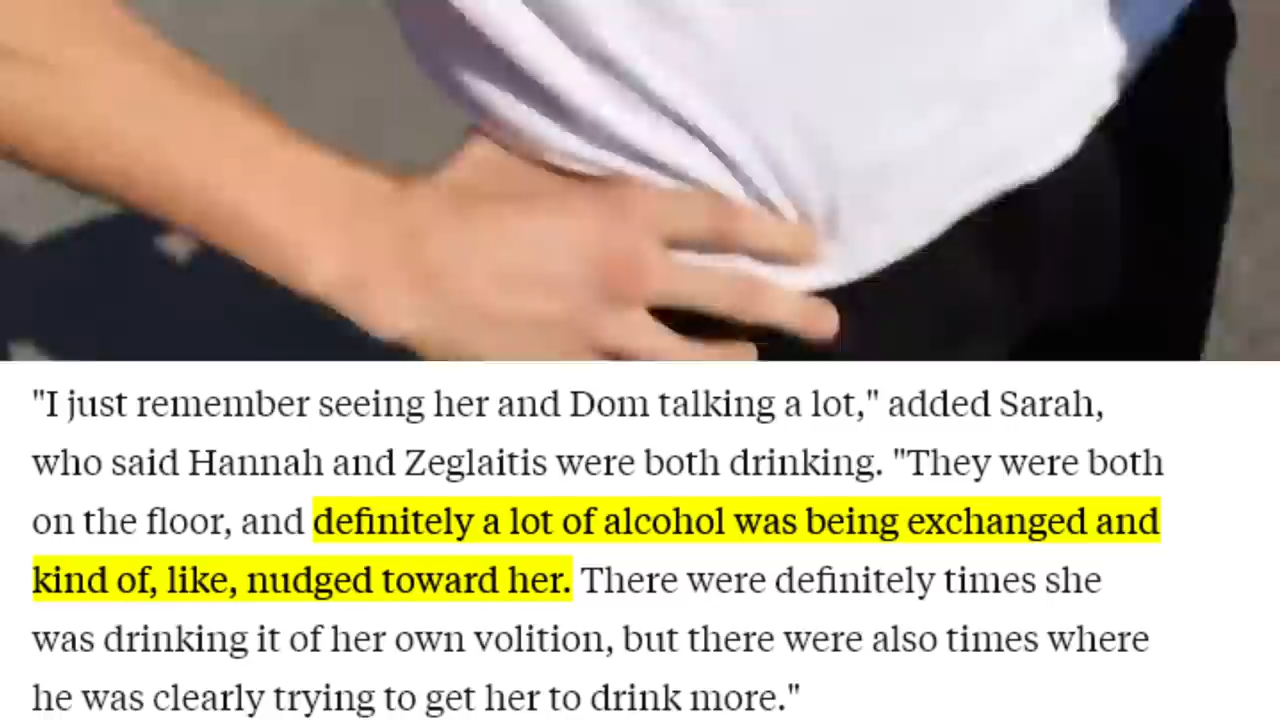 "I just remember seeing her and Dom talking a lot," added Sarah,
who said Hannah and Zeglaitis were both drinking. "They were both
on the floor, and definitely a lot of alcohol was being exchanged and
kind of, like, nudged toward her. There were definitely times she
was drinking it of her own volition, but there were also times where
he was clearly trying to get her to drink more."